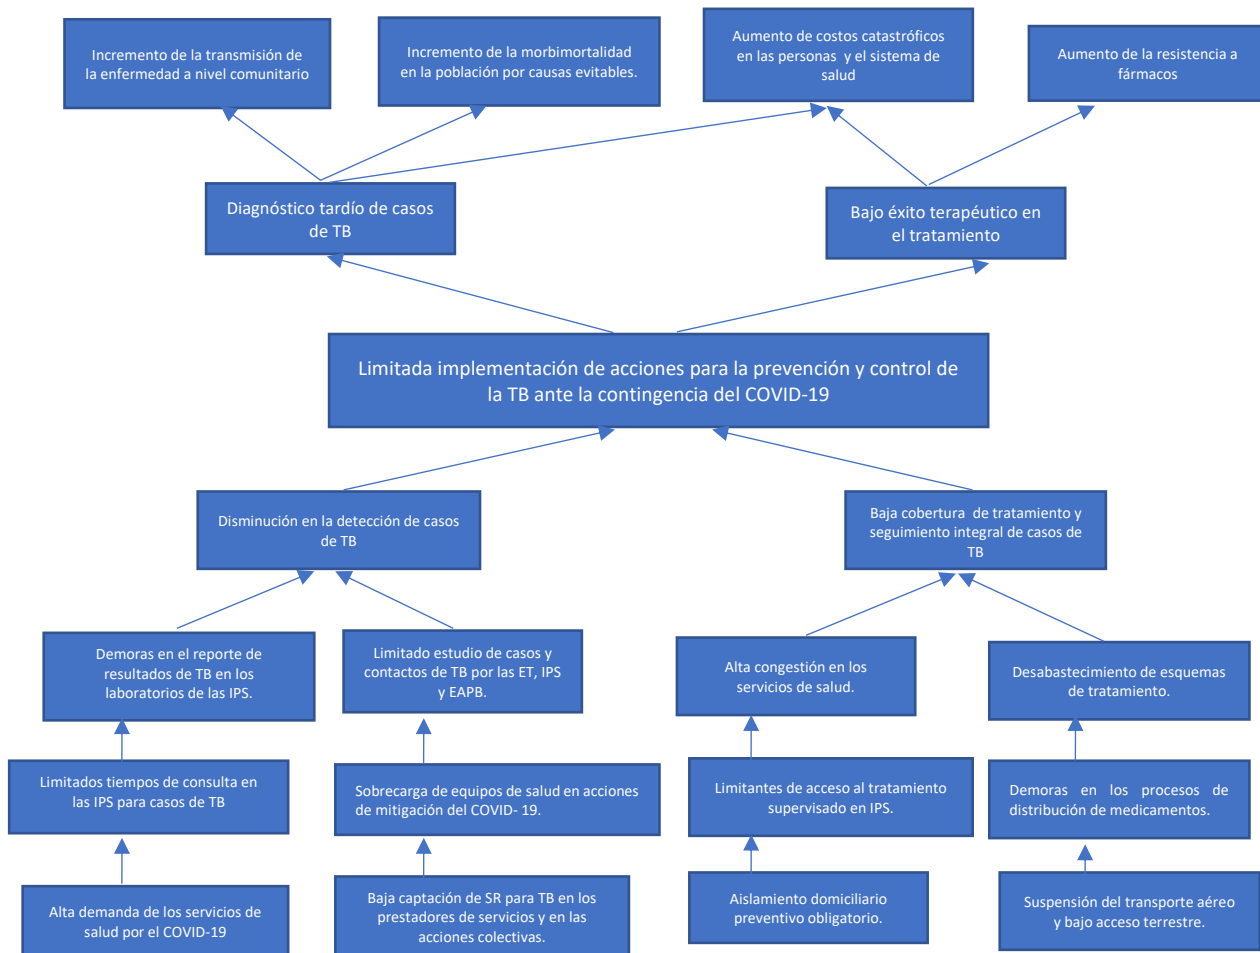 Incremento de la transmisión de
la enfermedad a nivel comunitario
Incremento de la morbimortalidad
en la población por causas evitables.
Aumento de costos catastróficos
en las personas y el sistema de
salud
Aumento de la resistencia a
fármacos
Diagnóstico tardío de casos
de TB
Bajo éxito terapéutico en
el tratamiento
Limitada implementación de acciones para la prevención y control de
la TB ante la contingencia del COVID-19
Disminución en la detección de casos
de TB
Baja cobertura de tratamiento y
seguimiento integral de casos de
TB
Demoras en el reporte de
resultados de TB en los
laboratorios de las IPS.
Limitado estudio de casos y
contactos de TB por las ET, IPS
y EAPB.
Alta congestión en los
servicios de salud.
Desabastecimiento de esquemas
de tratamiento.
Limitados tiempos de consulta en
las IPS para casos de TB
Sobrecarga de equipos de salud en acciones
de mitigación del COVID- 19.
Limitantes de acceso al tratamiento
supervisado en IPS.
Demoras en los procesos de
distribución de medicamentos.
Alta demanda de los servicios de
salud por el COVID-19
Baja captación de SR para TB en los
prestadores de servicios y en las
acciones colectivas.
Aislamiento domiciliario
preventivo obligatorio.
Suspensión del transporte aéreo
y bajo acceso terrestre.